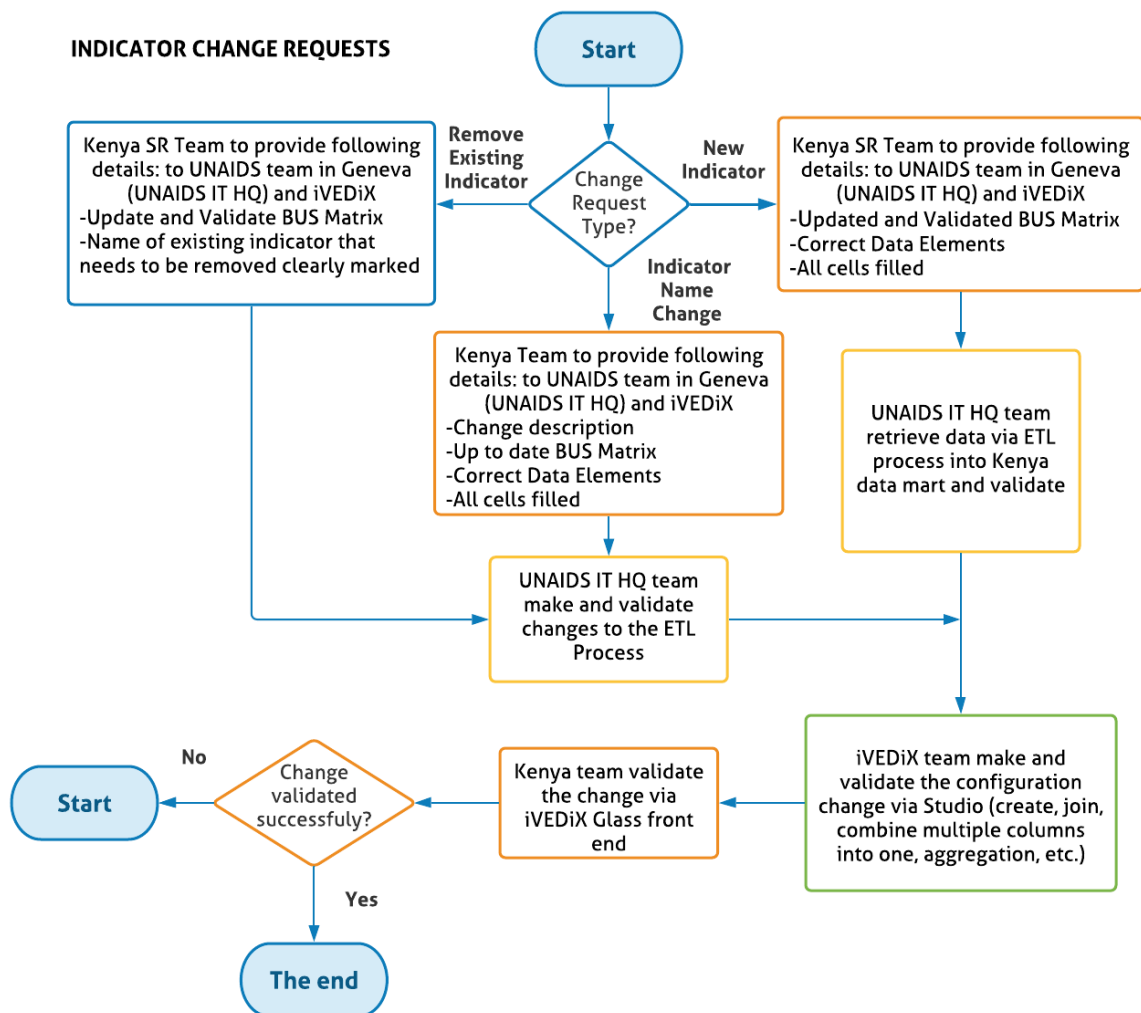 INDICATOR CHANGE REQUESTS
Start
Kenya SR Team to provide following
details: to UNAIDS team in Geneva
(UNAIDS IT HQ) and iVEDiX
-Update and Validate BUS Matrix
-Name of existing indicator that
needs to be removed clearly marked
Remove
Existing
Indicator
Change
Request
Type?
New
Indicator
Kenya SR Team to provide following
details: to UNAIDS team in Geneva
(UNAIDS IT HQ) and iVEDiX
-Updated and Validated BUS Matrix
-Correct Data Elements
-All cells filled
Indicator
Name
Change
Kenya Team to provide following
details: to UNAIDS team in Geneva
(UNAIDS IT HQ) and iVEDiX
-Change description
-Up to date BUS Matrix
-Correct Data Elements
-All cells filled
UNAIDS IT HQ team
retrieve data via ETL
process into Kenya
data mart and validate
UNAIDS IT HQ team
make and validate
changes to the ETL
Process
iVEDiX team make and
validate the configuration
change via Studio (create, join,
combine multiple columns
into one, aggregation, etc.)
Kenya team validate
the change via
iVEDiX Glass front
end
Change
validated
successfuly?
No
Start
Yes
The end